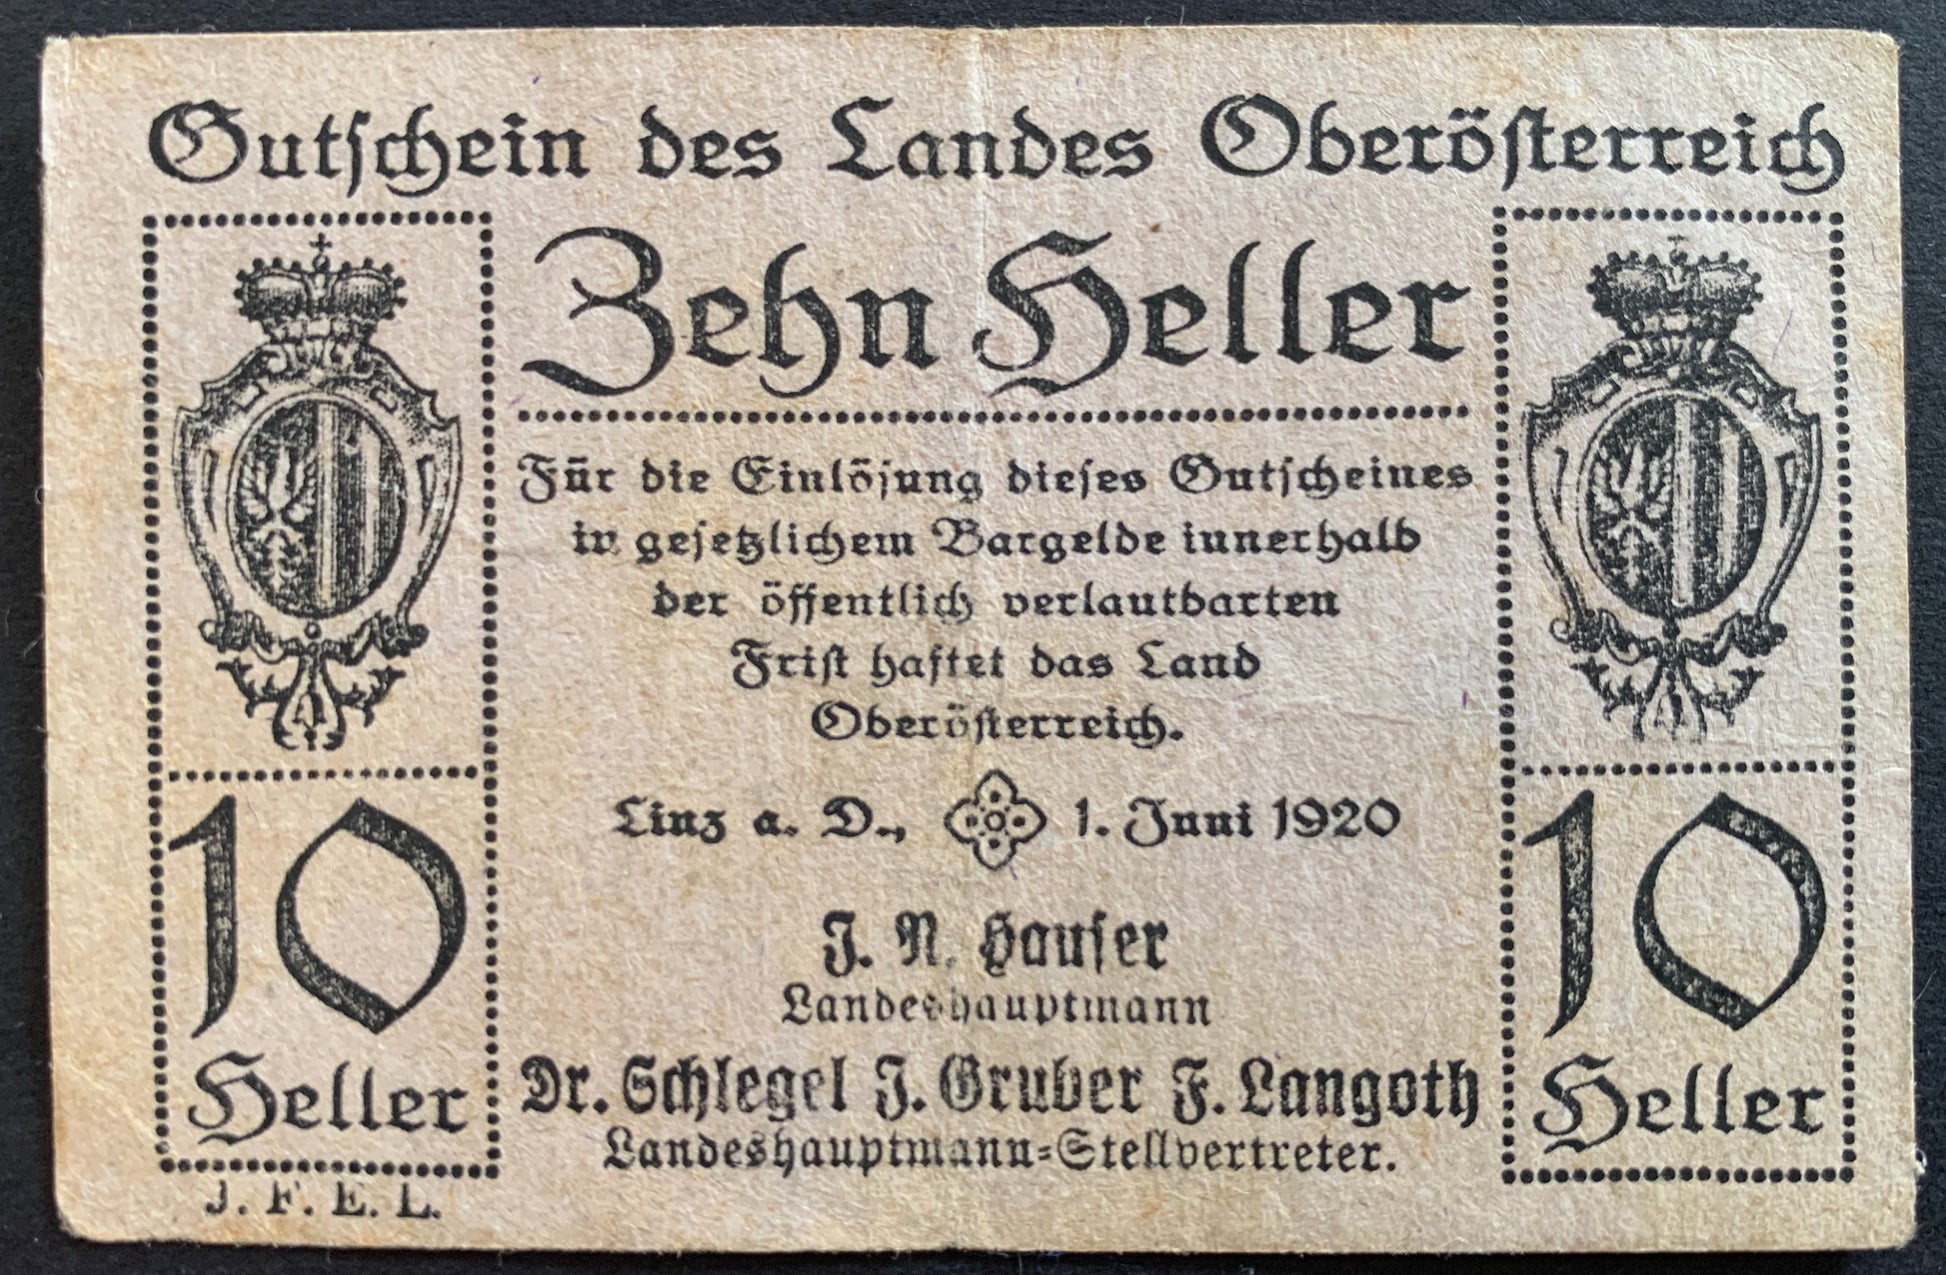 Gutschein des Landes Oberösterreich
Zehn Heller
Für die Einlösung dieses Gutscheines
in gesetzlichem Bargelde innerhalb
der öffentlich verlautbarten
Frist haftet das Land
Oberösterreich.
Linz a. D., 1. Juni 1920
J. N. Hauser
Landeshauptmann
Dr. Schlegel J. Gruber F. Langoth
Landeshauptmann=Stellvertreter.
10
Heller
10
Heller
J. F. E. L.